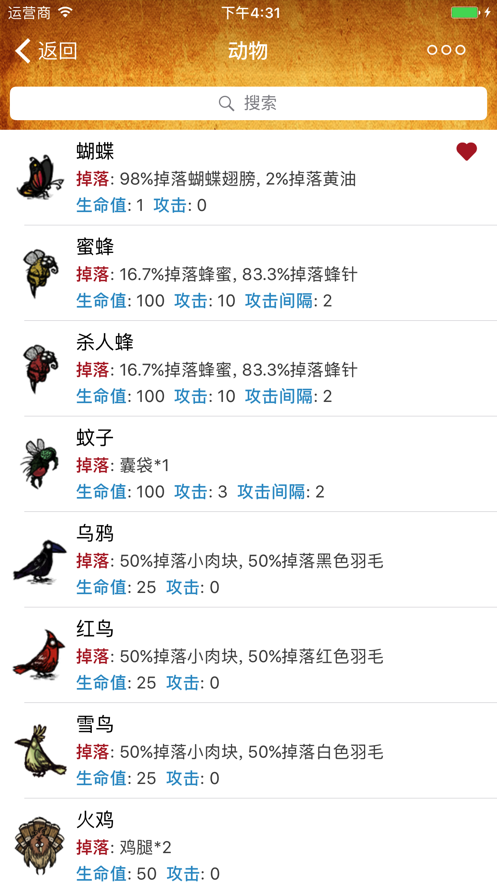 运营商 下午4:31
返回 动物 ooo
搜索
蝴蝶
掉落: 98%掉落蝴蝶翅膀, 2%掉落黄油
生命值: 1 攻击: 0
蜜蜂
掉落: 16.7%掉落蜂蜜, 83.3%掉落蜂针
生命值: 100 攻击: 10 攻击间隔: 2
杀人蜂
掉落: 16.7%掉落蜂蜜, 83.3%掉落蜂针
生命值: 100 攻击: 10 攻击间隔: 2
蚊子
掉落: 囊袋*1
生命值: 100 攻击: 3 攻击间隔: 2
乌鸦
掉落: 50%掉落小肉块, 50%掉落黑色羽毛
生命值: 25 攻击: 0
红鸟
掉落: 50%掉落小肉块, 50%掉落红色羽毛
生命值: 25 攻击: 0
雪鸟
掉落: 50%掉落小肉块, 50%掉落白色羽毛
生命值: 25 攻击: 0
火鸡
掉落: 鸡腿*2
生命值: 50 攻击: 0